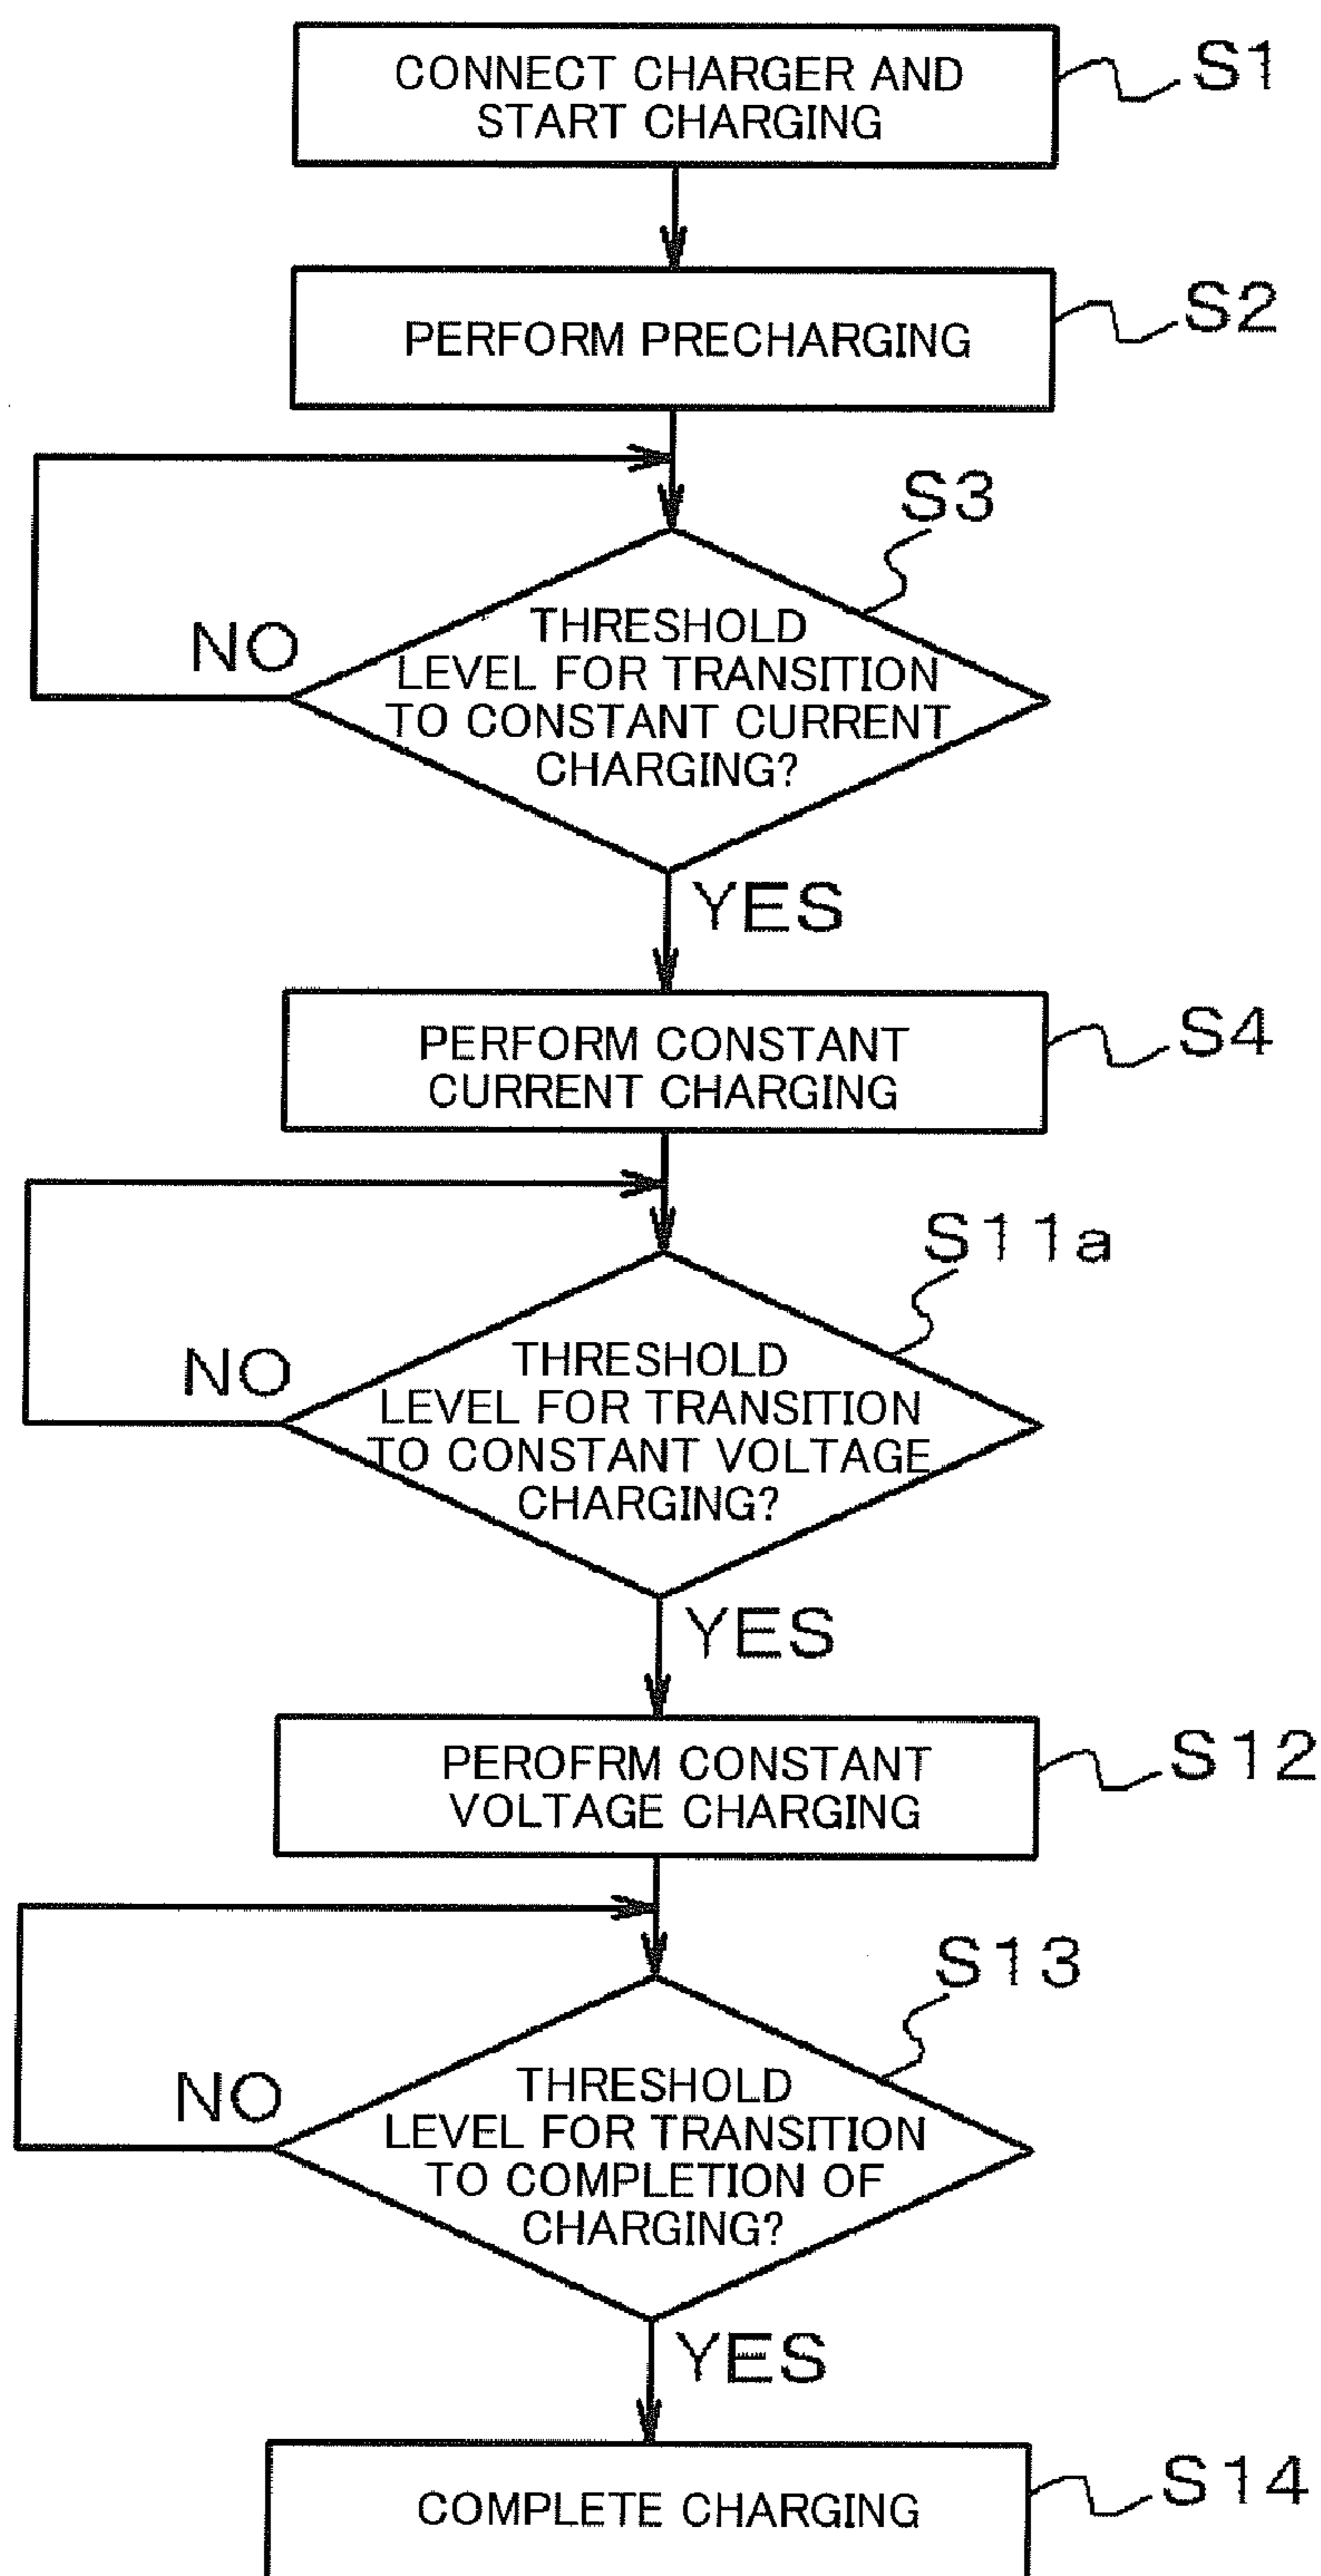 CONNECT CHARGER AND
START CHARGING
S1
PERFORM PRECHARGING
S2
S3
THRESHOLD
LEVEL FOR TRANSITION
TO CONSTANT CURRENT
CHARGING?
NO
YES
PERFORM CONSTANT
CURRENT CHARGING
S4
S11a
THRESHOLD
LEVEL FOR TRANSITION
TO CONSTANT VOLTAGE
CHARGING?
NO
YES
PEROFRM CONSTANT
VOLTAGE CHARGING
S12
S13
THRESHOLD
LEVEL FOR TRANSITION
TO COMPLETION OF
CHARGING?
NO
YES
COMPLETE CHARGING
S14